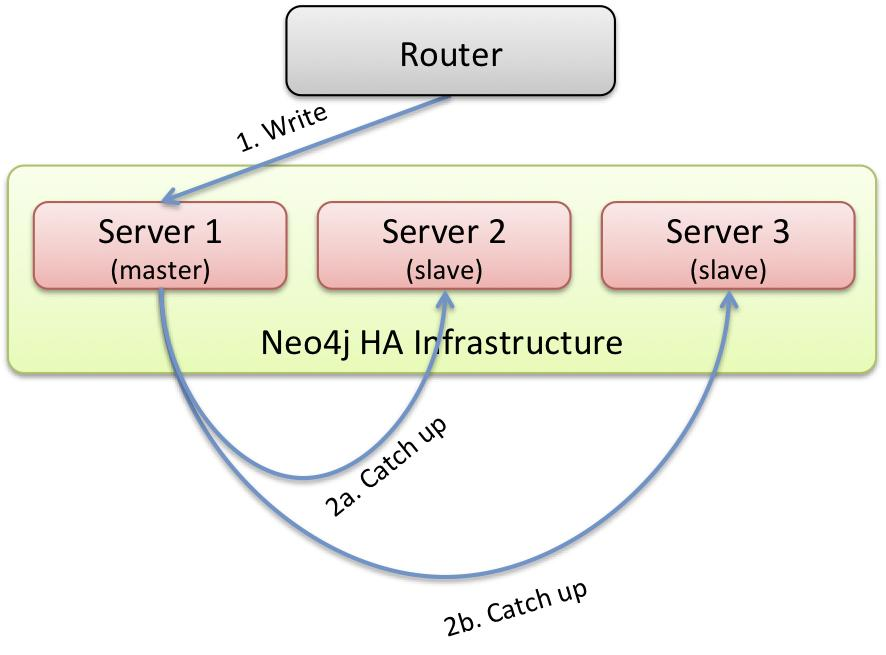 Router
1. Write
Server 1
(master)
Server 2
(slave)
Server 3
(slave)
Neo4j HA Infrastructure
2a. Catch up
2b. Catch up